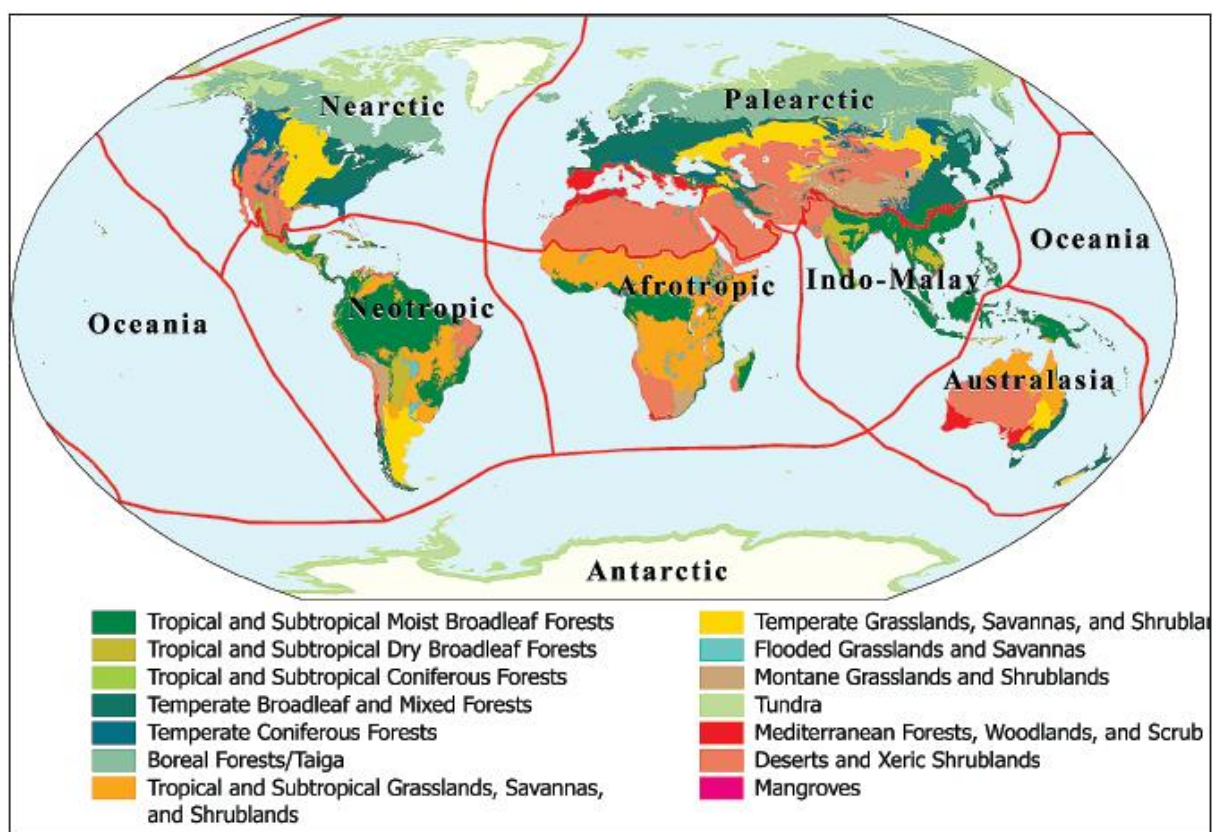 Nearctic
Palearctic
Oceania
Oceania
Neotropic
Afrotropic
Indo-Malay
Australasia
Antarctic
Tropical and Subtropical Moist Broadleaf Forests
Tropical and Subtropical Dry Broadleaf Forests
Tropical and Subtropical Coniferous Forests
Temperate Broadleaf and Mixed Forests
Temperate Coniferous Forests
Boreal Forests/Taiga
Tropical and Subtropical Grasslands, Savannas,
and Shrublands
Temperate Grasslands, Savannas, and Shrublar
Flooded Grasslands and Savannas
Montane Grasslands and Shrublands
Tundra
Mediterranean Forests, Woodlands, and Scrub
Deserts and Xeric Shrublands
Mangroves